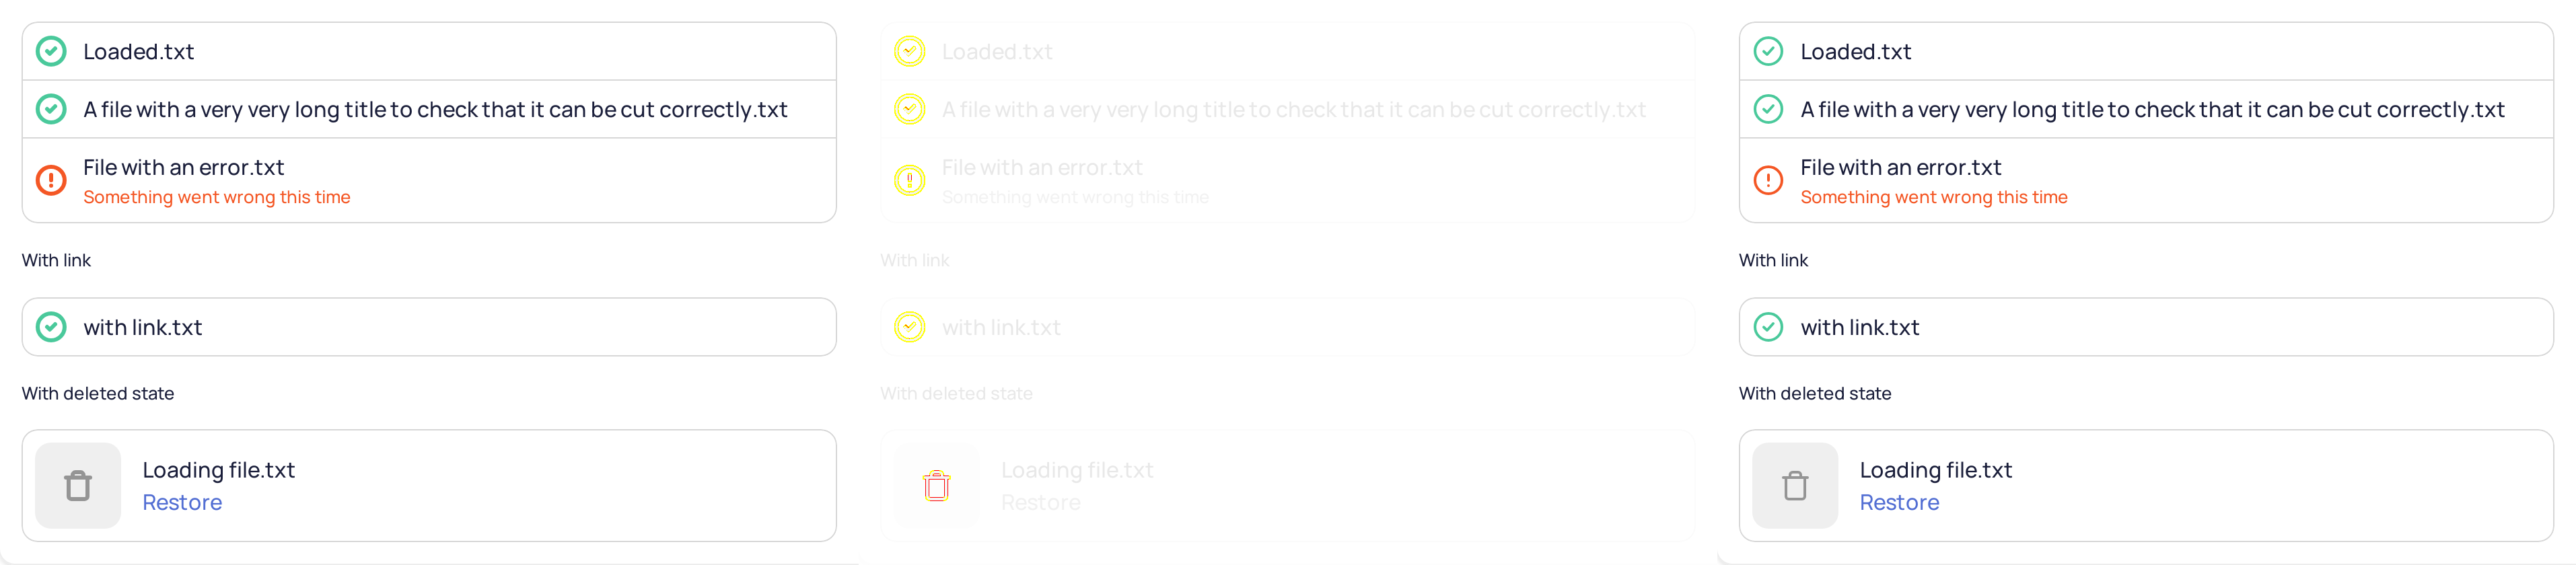 Loaded.txt
A file with a very very long title to check that it can be cut correctly.txt
File with an error.txt
Something went wrong this time
With link
with link.txt
With deleted state
Loading file.txt
Restore
Loaded.txt
A file with a very very long title to check that it can be cut correctly.txt
File with an error.txt
Something went wrong this time
With link
with link.txt
With deleted state
Loading file.txt
Restore
Loaded.txt
A file with a very very long title to check that it can be cut correctly.txt
File with an error.txt
Something went wrong this time
With link
with link.txt
With deleted state
Loading file.txt
Restore